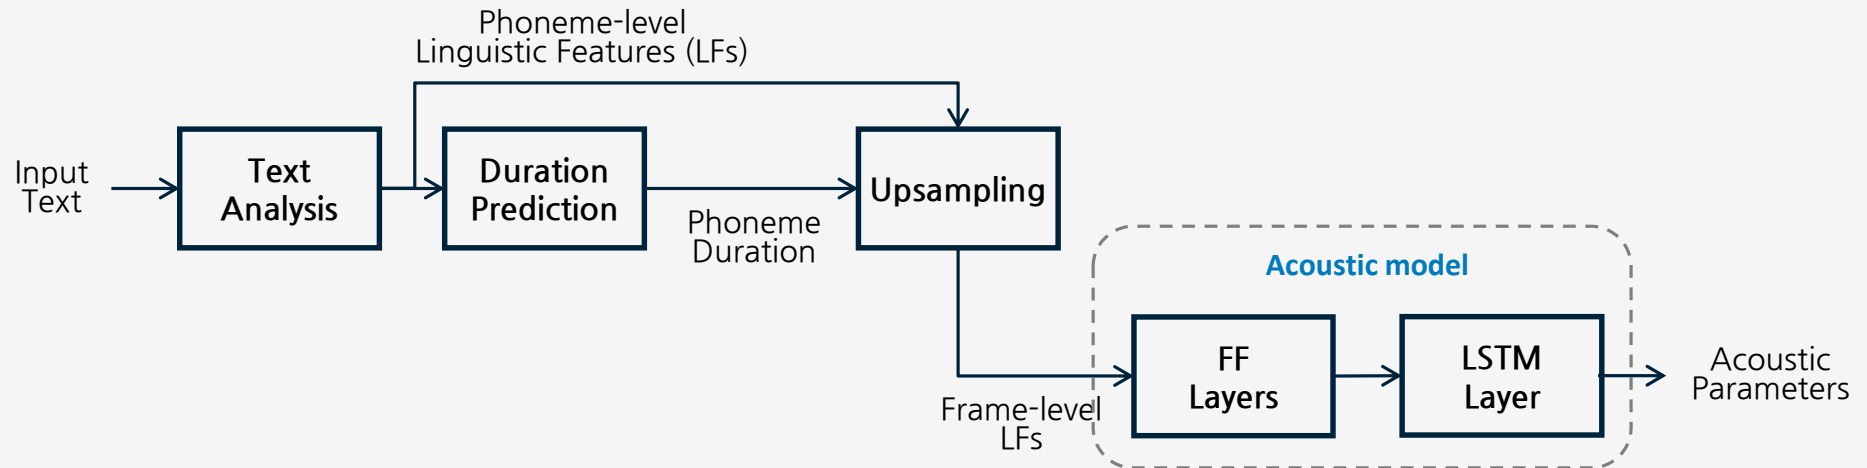 Phoneme-level
Linguistic Features (LFs)
Input
Text
Text
Analysis
Duration
Prediction
Phoneme
Duration
Upsampling
Acoustic model
Frame-level
LFs
FF
Layers
LSTM
Layer
Acoustic
Parameters